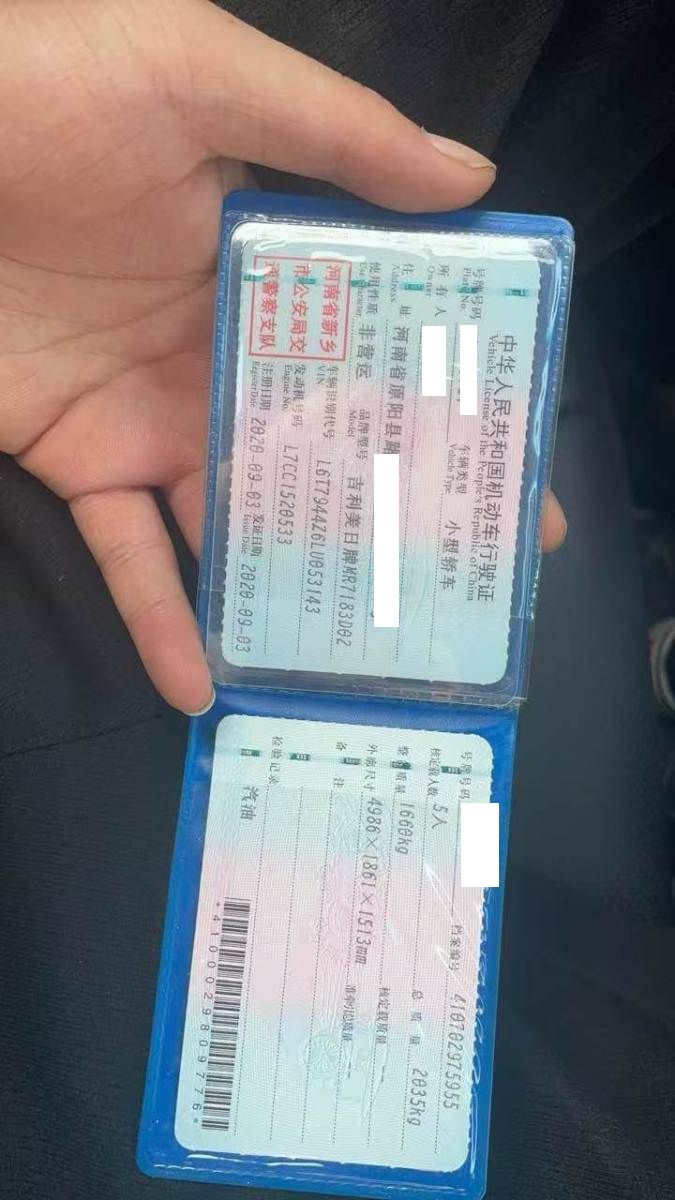 中华人民共和国机动车行驶证
Vehicle License of the People's Republic of China
号牌号码
Plate No.
车辆类型 小型轿车
Vehicle Type
所有人
Owner
住址 河南省原阳县
Address
使用性质 非营运
Use Character
品牌型号 吉利美日牌MR7183D02
Model
河南省新乡
市公安局交
通警察支队
车辆识别代号 L6T7944Z6LU053143
VIN
发动机号码 L7CC1520533
Engine No.
注册日期 2020-09-03 发证日期 2020-09-03
Register Date Issue Date
号牌号码 档案编号 410702975955
核定载人数 5人 总质量 2035kg
整备质量 1660kg 核定载质量 --
外廓尺寸 4986×1861×1513mm 准牵引总质量 --
备注
检验记录
汽油
*4100029809776*